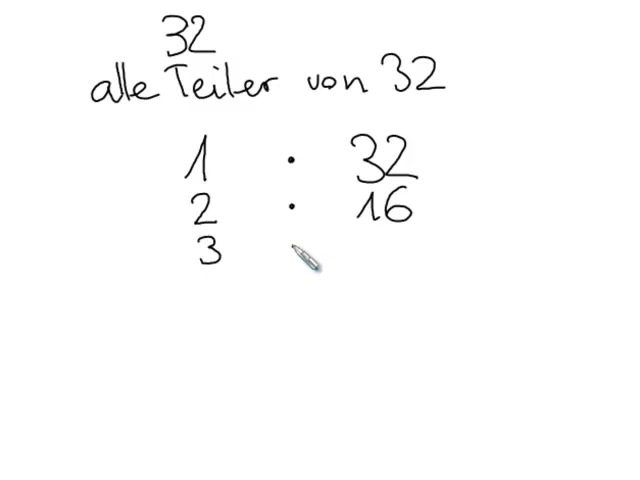 32
alle Teiler von 32
1 · 32
2 · 16
3